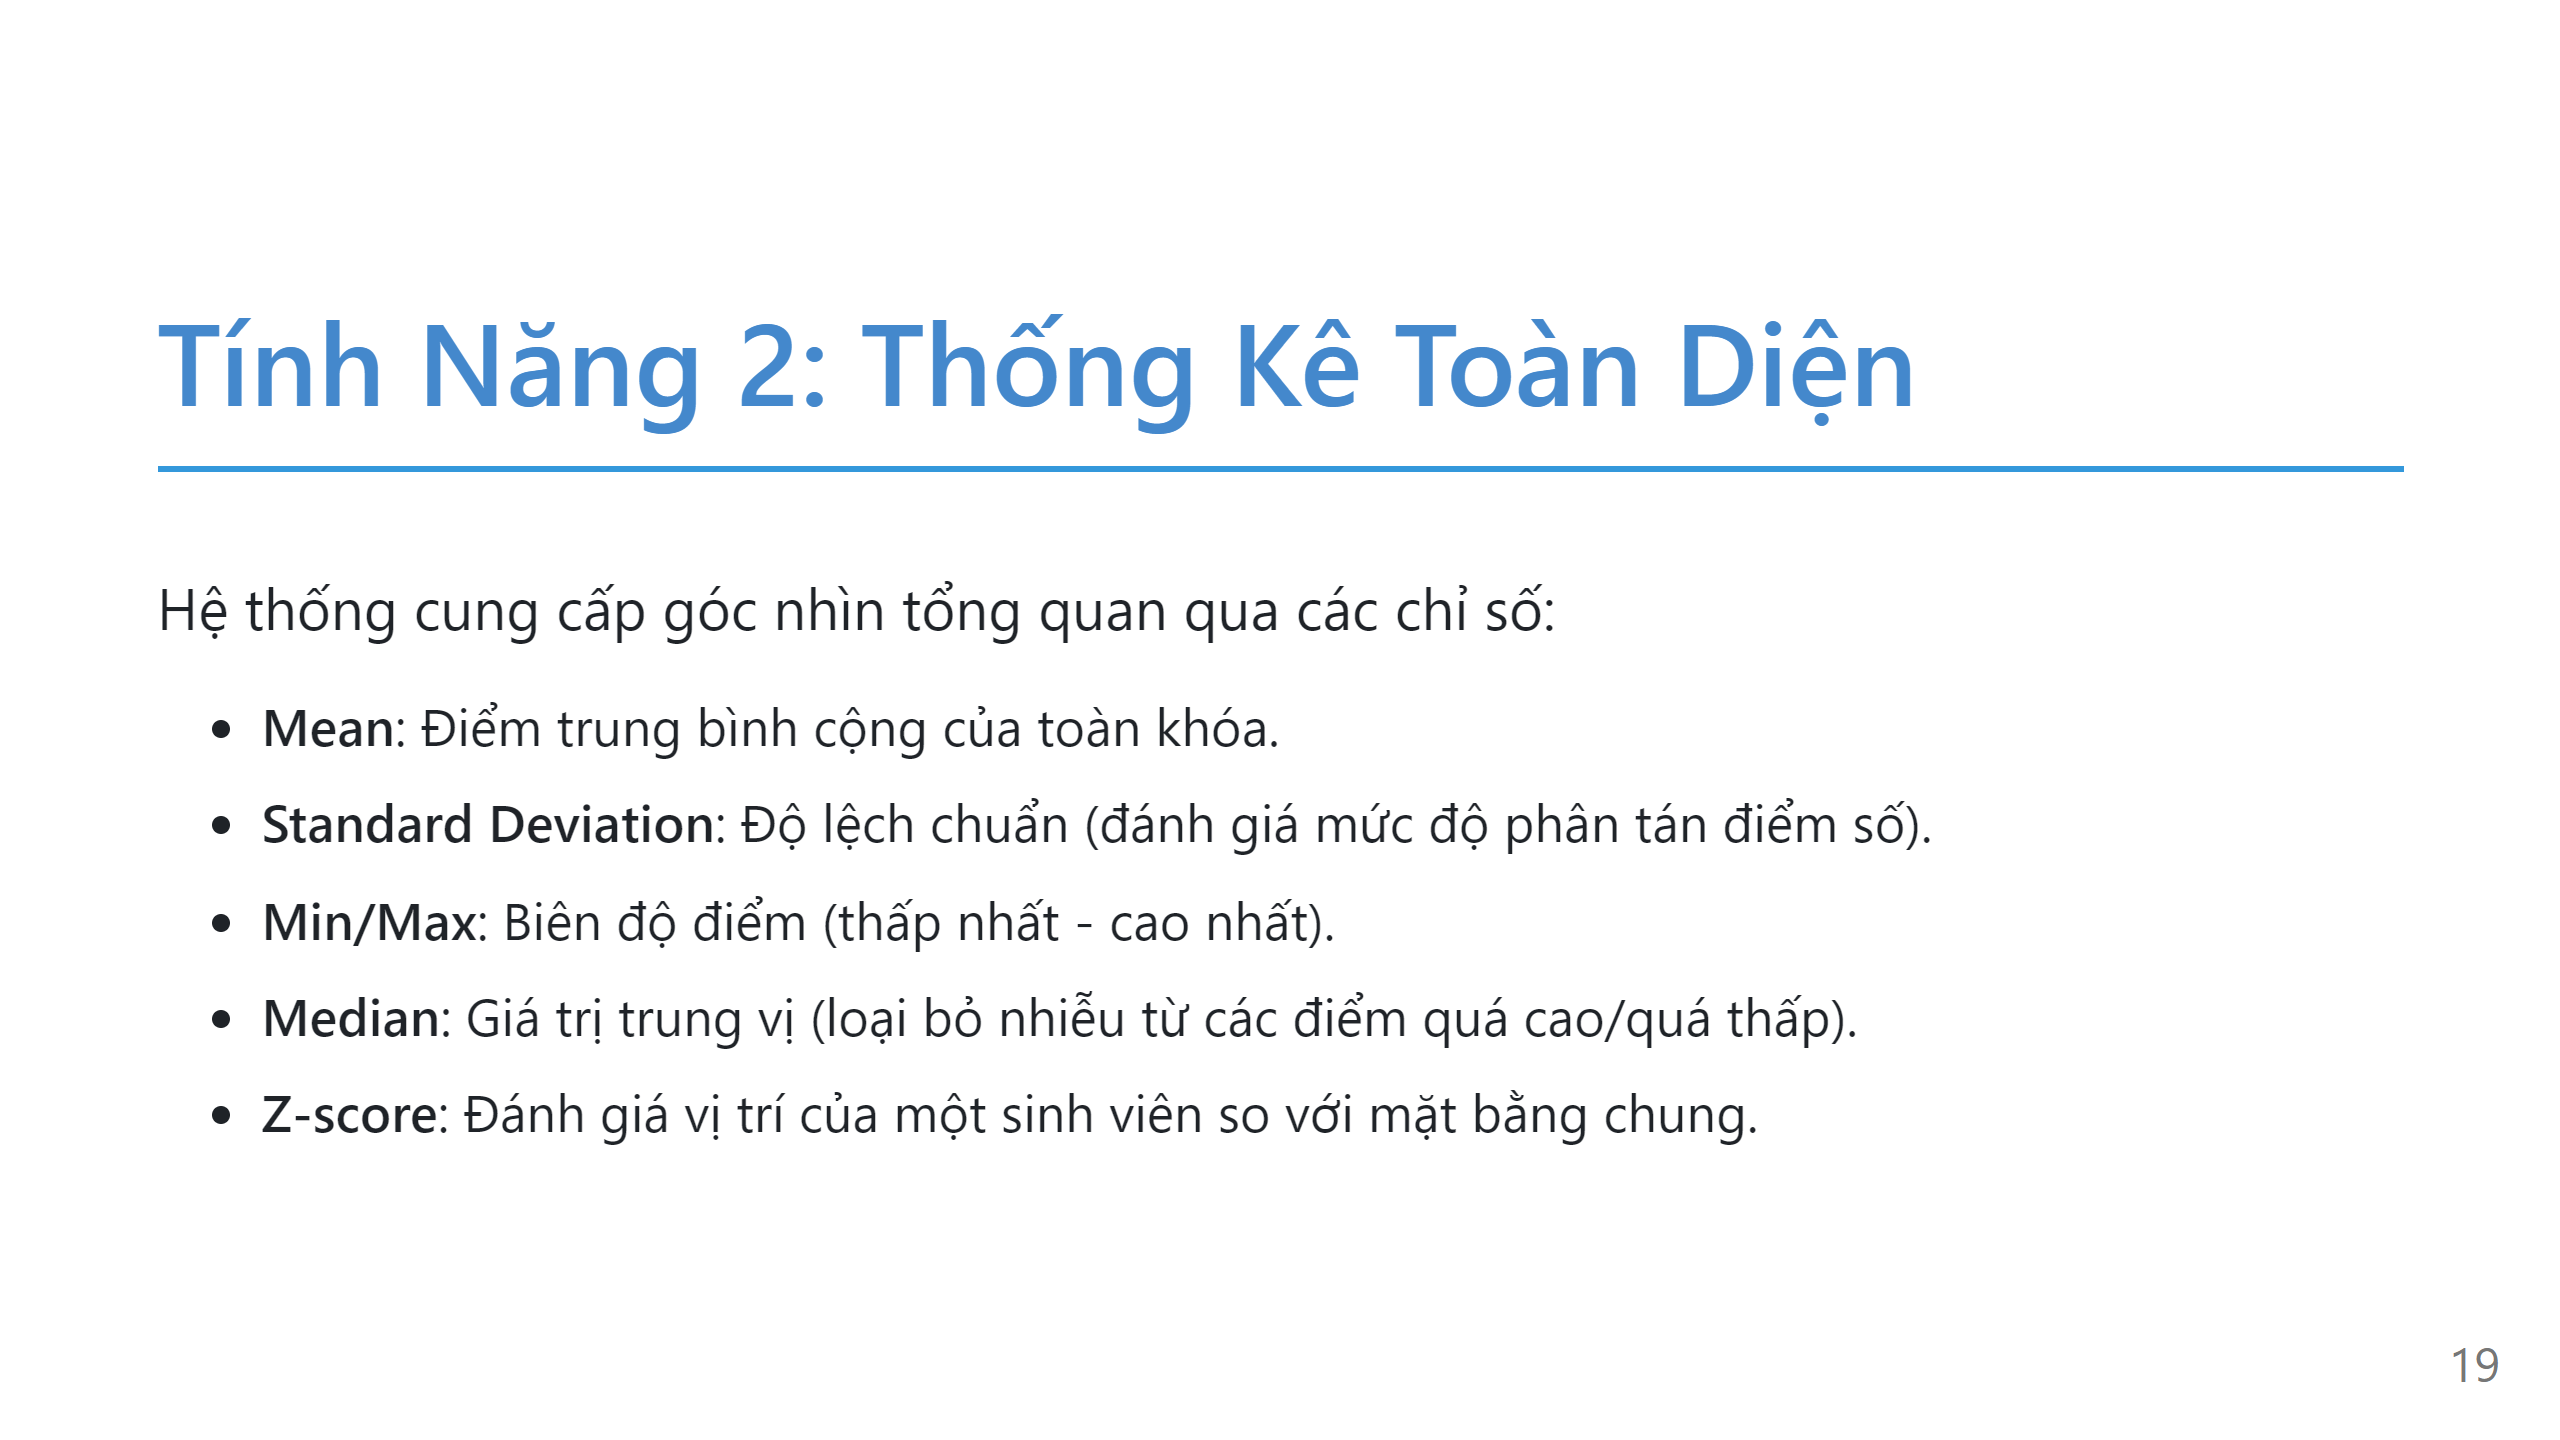 Tính Năng 2: Thống Kê Toàn Diện
Hệ thống cung cấp góc nhìn tổng quan qua các chỉ số:
• Mean: Điểm trung bình cộng của toàn khóa.
• Standard Deviation: Độ lệch chuẩn (đánh giá mức độ phân tán điểm số).
• Min/Max: Biên độ điểm (thấp nhất - cao nhất).
• Median: Giá trị trung vị (loại bỏ nhiễu từ các điểm quá cao/quá thấp).
• Z-score: Đánh giá vị trí của một sinh viên so với mặt bằng chung.
19